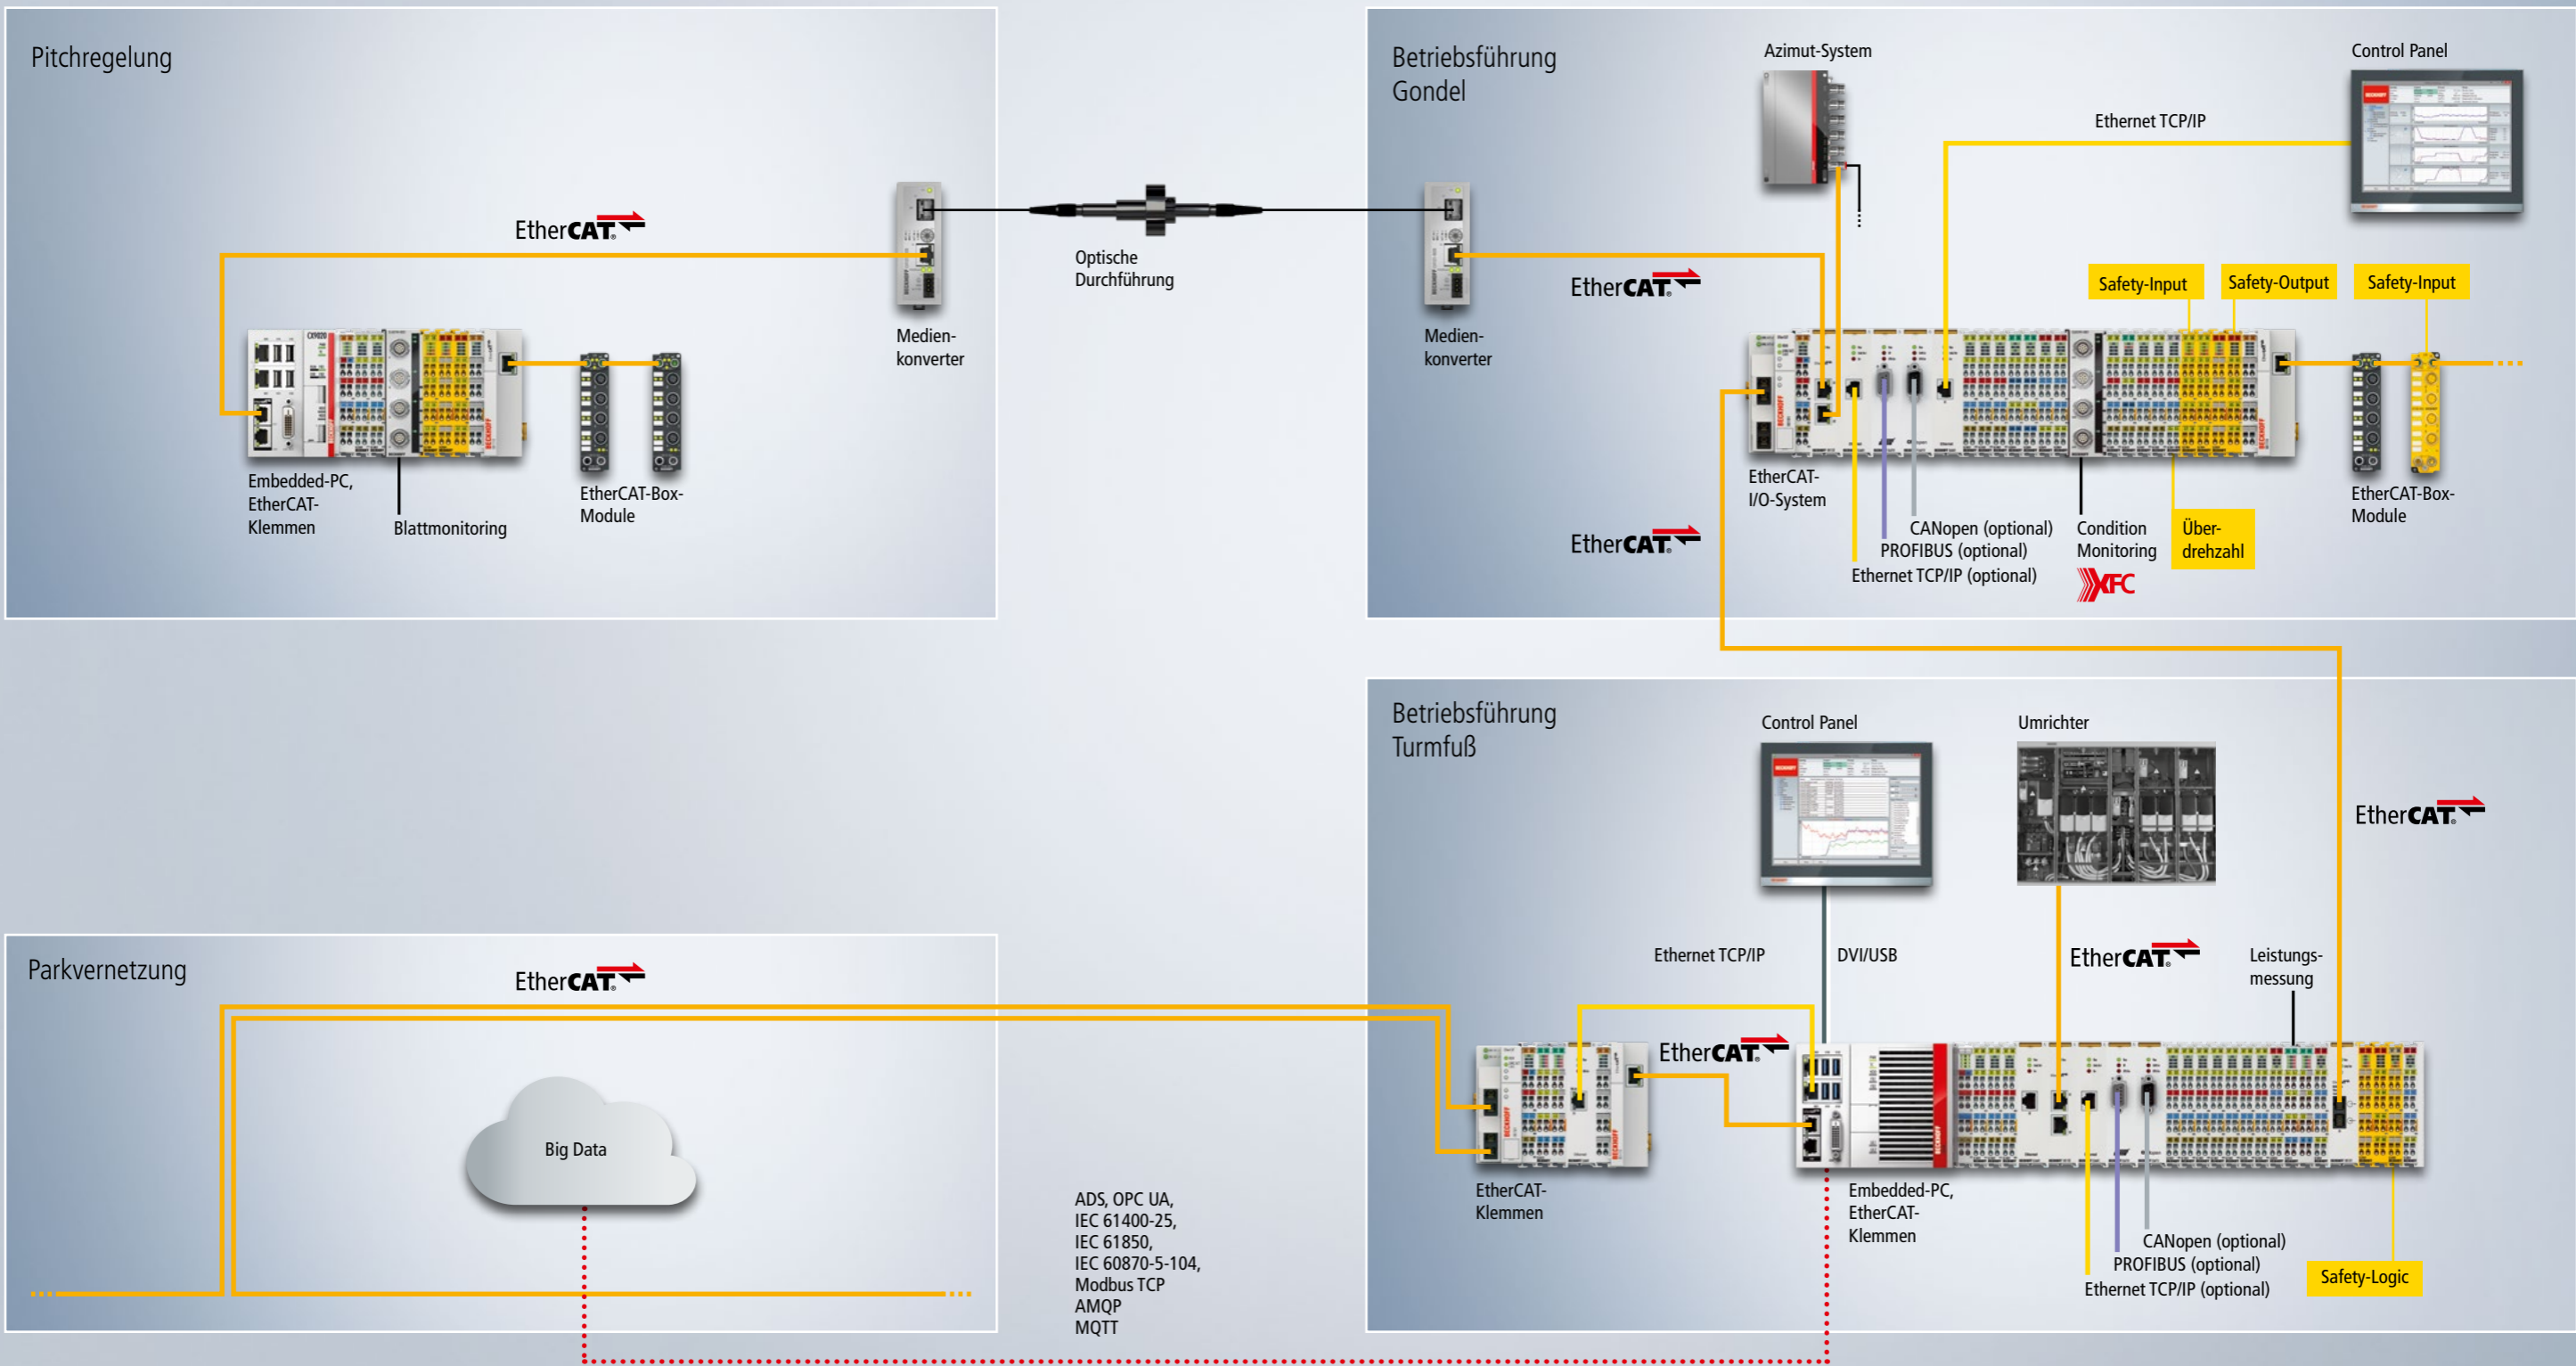 Pitchregelung
EtherCAT®
Medien-
konverter
Embedded-PC,
EtherCAT-
Klemmen
Blattmonitoring
EtherCAT-Box-
Module
Optische
Durchführung
Betriebsführung
Gondel
Azimut-System
Control Panel
Ethernet TCP/IP
Medien-
konverter
EtherCAT®
Safety-Input
Safety-Output
Safety-Input
EtherCAT-
I/O-System
EtherCAT®
CANopen (optional)
PROFIBUS (optional)
Ethernet TCP/IP (optional)
Condition
Monitoring
XFC
Über-
drehzahl
EtherCAT-Box-
Module
Betriebsführung
Turmfuß
Control Panel
Umrichter
EtherCAT®
Ethernet TCP/IP
DVI/USB
EtherCAT®
Leistungs-
messung
EtherCAT®
EtherCAT-
Klemmen
Embedded-PC,
EtherCAT-
Klemmen
CANopen (optional)
PROFIBUS (optional)
Ethernet TCP/IP (optional)
Safety-Logic
Parkvernetzung
EtherCAT®
Big Data
ADS, OPC UA,
IEC 61400-25,
IEC 61850,
IEC 60870-5-104,
Modbus TCP
AMQP
MQTT